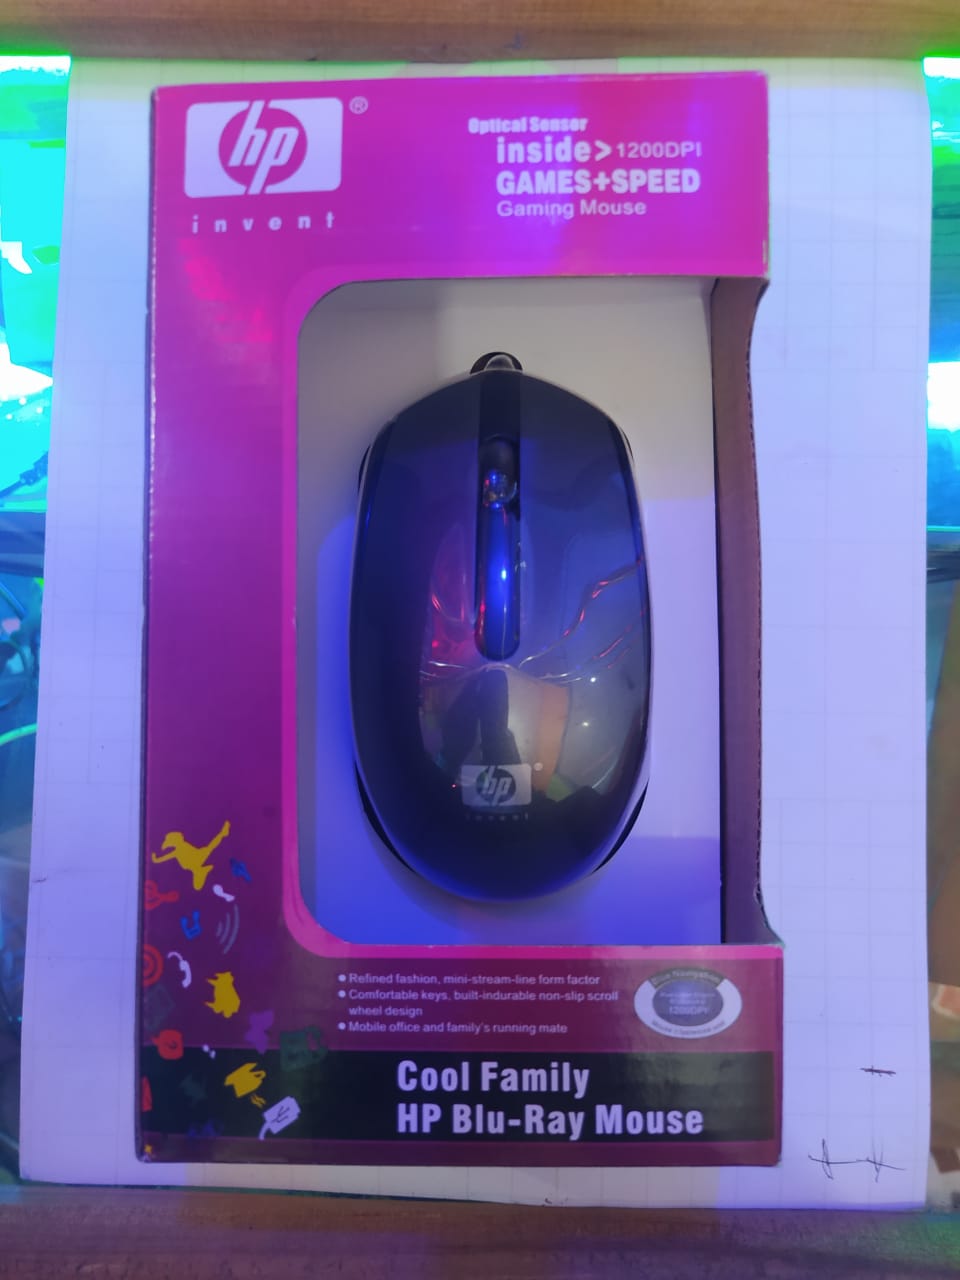 hp®
invent
Optical Sensor
inside> 1200DPI
GAMES+SPEED
Gaming Mouse
hp
invent
• Refined fashion, mini-stream-line form factor
• Comfortable keys, built-indurable non-slip scroll
wheel design
• Mobile office and family's running mate
Blue Navigation
1200DPI
Cool Family
HP Blu-Ray Mouse